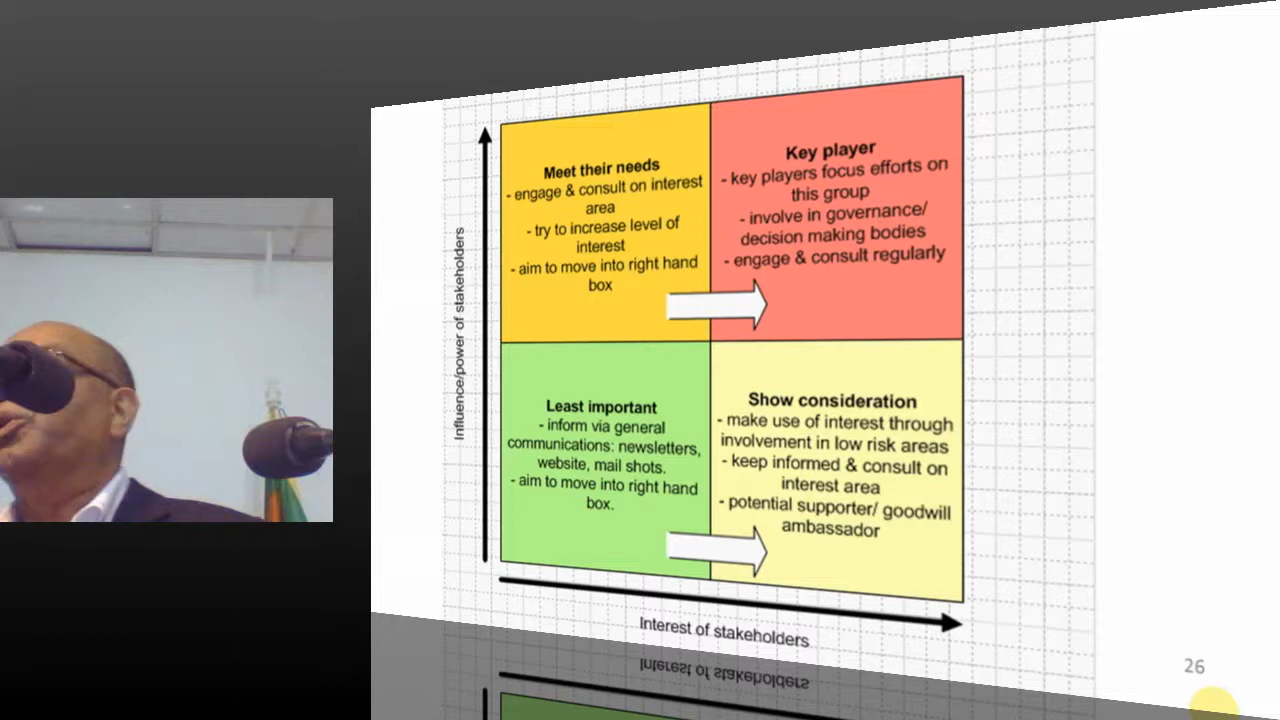 Influence/power of stakeholders
Meet their needs
- engage & consult on interest
area
- try to increase level of
interest
- aim to move into right hand
box
Key player
- key players focus efforts on
this group
- involve in governance/
decision making bodies
- engage & consult regularly
Least important
- inform via general
communications: newsletters,
website, mail shots.
- aim to move into right hand
box.
Show consideration
- make use of interest through
involvement in low risk areas
- keep informed & consult on
interest area
- potential supporter/ goodwill
ambassador
Interest of stakeholders
Interest of stakeholders
26